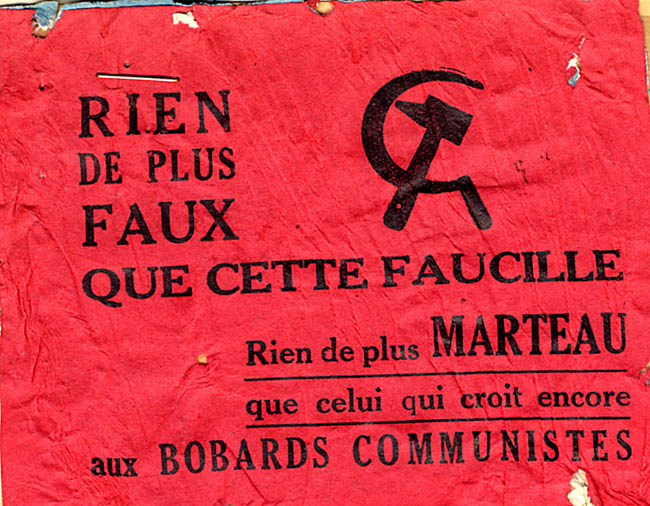 RIEN
DE PLUS
FAUX
QUE CETTE FAUCILLE
Rien de plus MARTEAU
que celui qui croit encore
aux BOBARDS COMMUNISTES